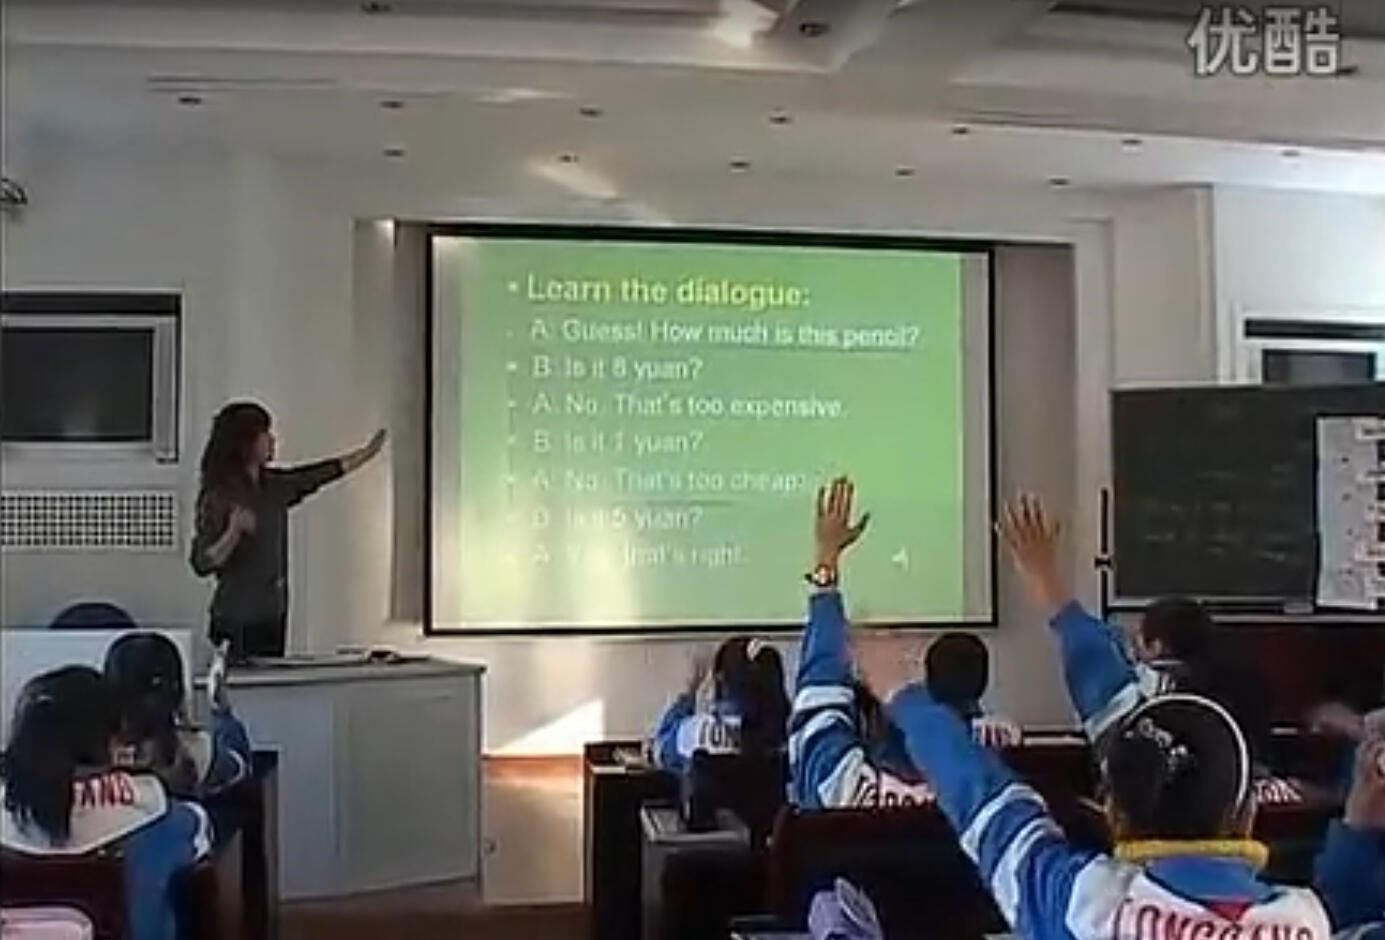 优酷
• Learn the dialogue:
• A: Guess! How much is this pencil?
• B: Is it 8 yuan?
• A: No. That's too expensive.
• B: Is it 1 yuan?
• A: No. That's too cheap.
• B: Is it 5 yuan?
• A: that's right.
TONGGANG